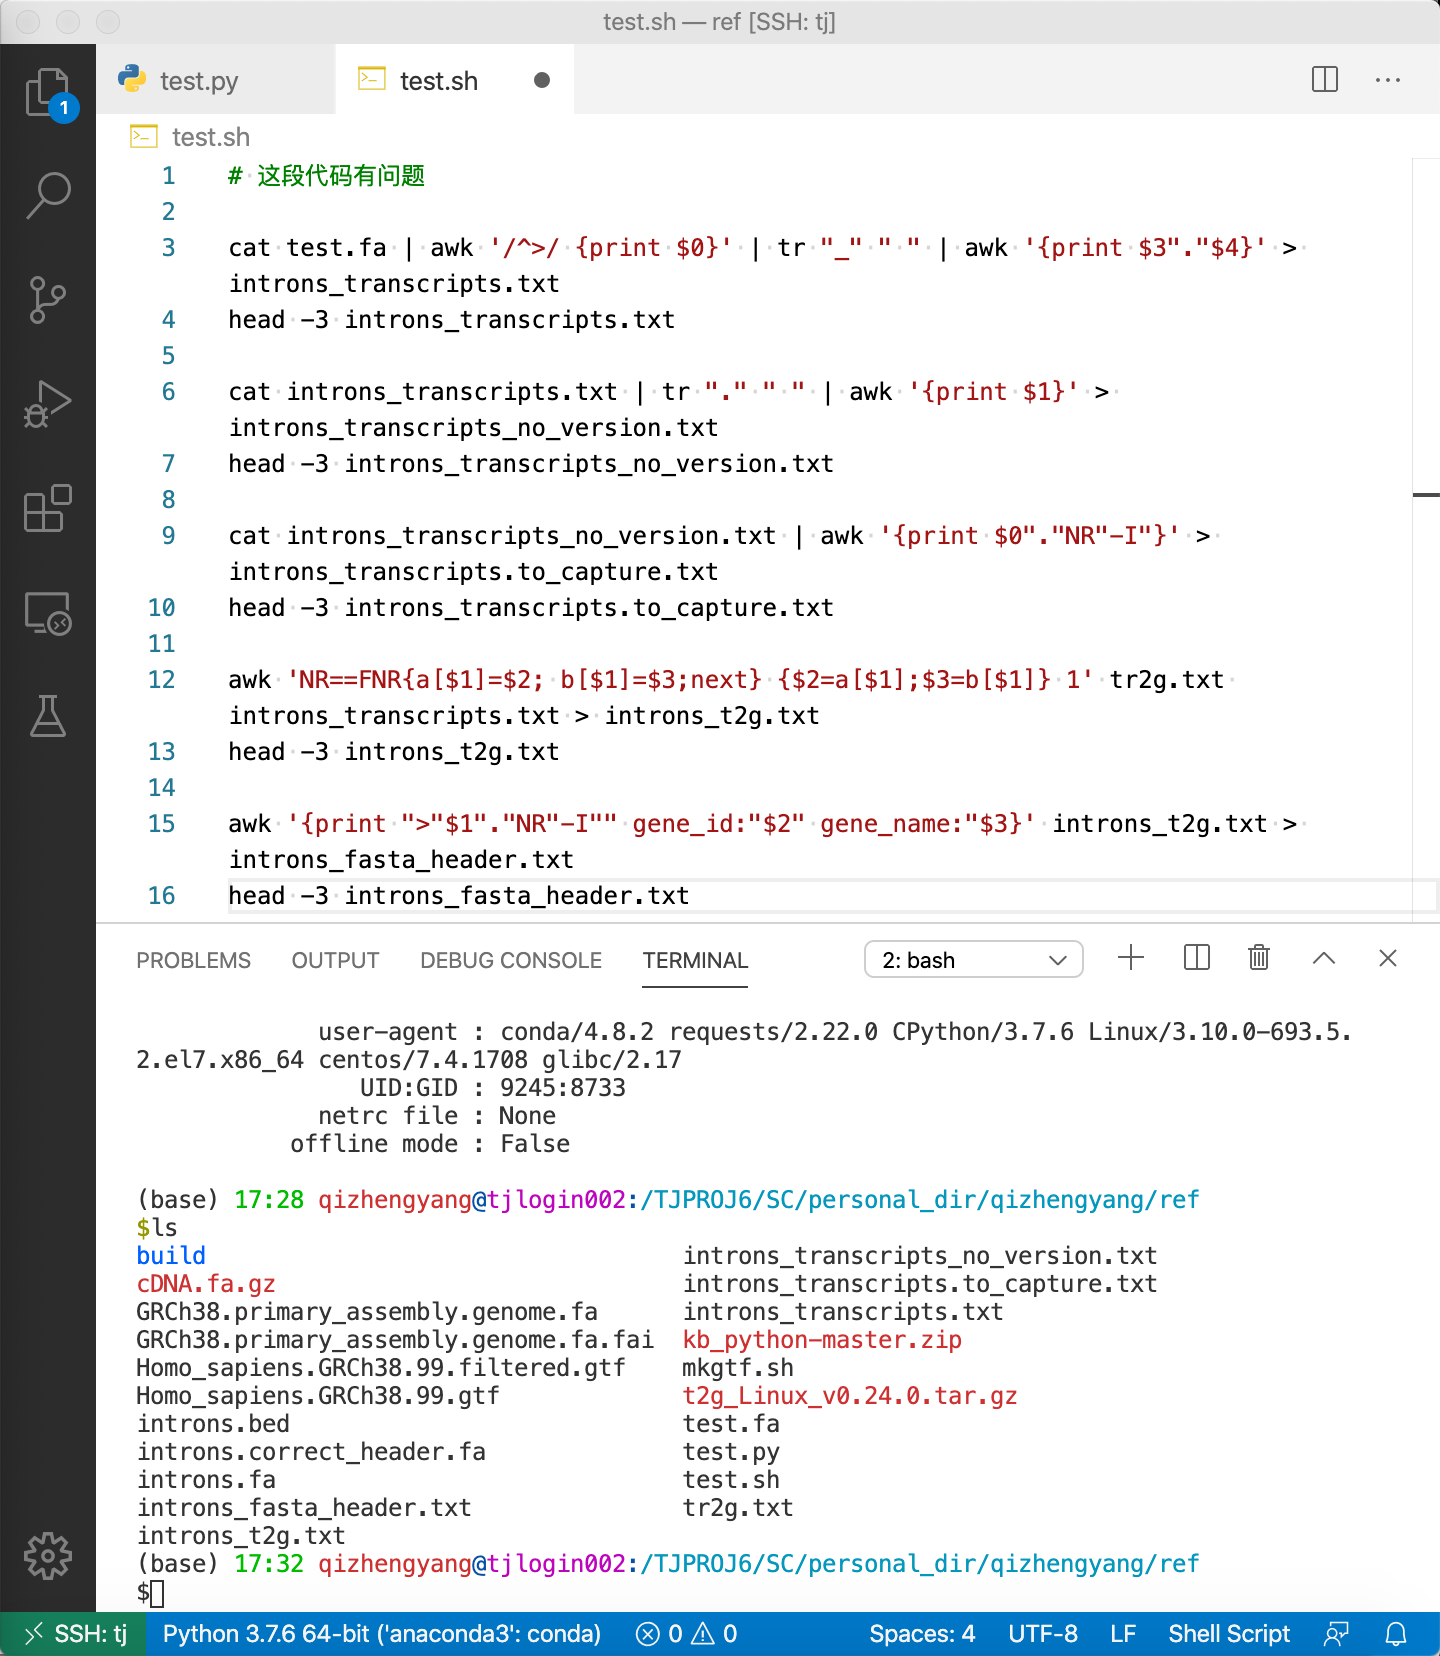 test.sh — ref [SSH: tj]
test.py
test.sh
1
test.sh
1 # 这段代码有问题
2
3 cat test.fa | awk '/^>/ {print $0}' | tr "_" " " | awk '{print $3"."$4}' >
introns_transcripts.txt
4 head -3 introns_transcripts.txt
5
6 cat introns_transcripts.txt | tr "." " " | awk '{print $1}' >
introns_transcripts_no_version.txt
7 head -3 introns_transcripts_no_version.txt
8
9 cat introns_transcripts_no_version.txt | awk '{print $0"."NR"-I"}' >
introns_transcripts.to_capture.txt
10 head -3 introns_transcripts.to_capture.txt
11
12 awk 'NR==FNR{a[$1]=$2; b[$1]=$3;next} {$2=a[$1];$3=b[$1]} 1' tr2g.txt
introns_transcripts.txt > introns_t2g.txt
13 head -3 introns_t2g.txt
14
15 awk '{print ">"$1"."NR"-I"" gene_id:"$2" gene_name:"$3}' introns_t2g.txt >
introns_fasta_header.txt
16 head -3 introns_fasta_header.txt
PROBLEMS OUTPUT DEBUG CONSOLE TERMINAL 2: bash
user-agent : conda/4.8.2 requests/2.22.0 CPython/3.7.6 Linux/3.10.0-693.5.
2.el7.x86_64 centos/7.4.1708 glibc/2.17
UID:GID : 9245:8733
netrc file : None
offline mode : False
(base) 17:28 qizhengyang@tjlogin002:/TJPROJ6/SC/personal_dir/qizhengyang/ref
$ls
build introns_transcripts_no_version.txt
cDNA.fa.gz introns_transcripts.to_capture.txt
GRCh38.primary_assembly.genome.fa introns_transcripts.txt
GRCh38.primary_assembly.genome.fa.fai kb_python-master.zip
Homo_sapiens.GRCh38.99.filtered.gtf mkgtf.sh
Homo_sapiens.GRCh38.99.gtf t2g_Linux_v0.24.0.tar.gz
introns.bed test.fa
introns.correct_header.fa test.py
introns.fa test.sh
introns_fasta_header.txt tr2g.txt
introns_t2g.txt
(base) 17:32 qizhengyang@tjlogin002:/TJPROJ6/SC/personal_dir/qizhengyang/ref
$
SSH: tj Python 3.7.6 64-bit ('anaconda3': conda) 0 0 Spaces: 4 UTF-8 LF Shell Script